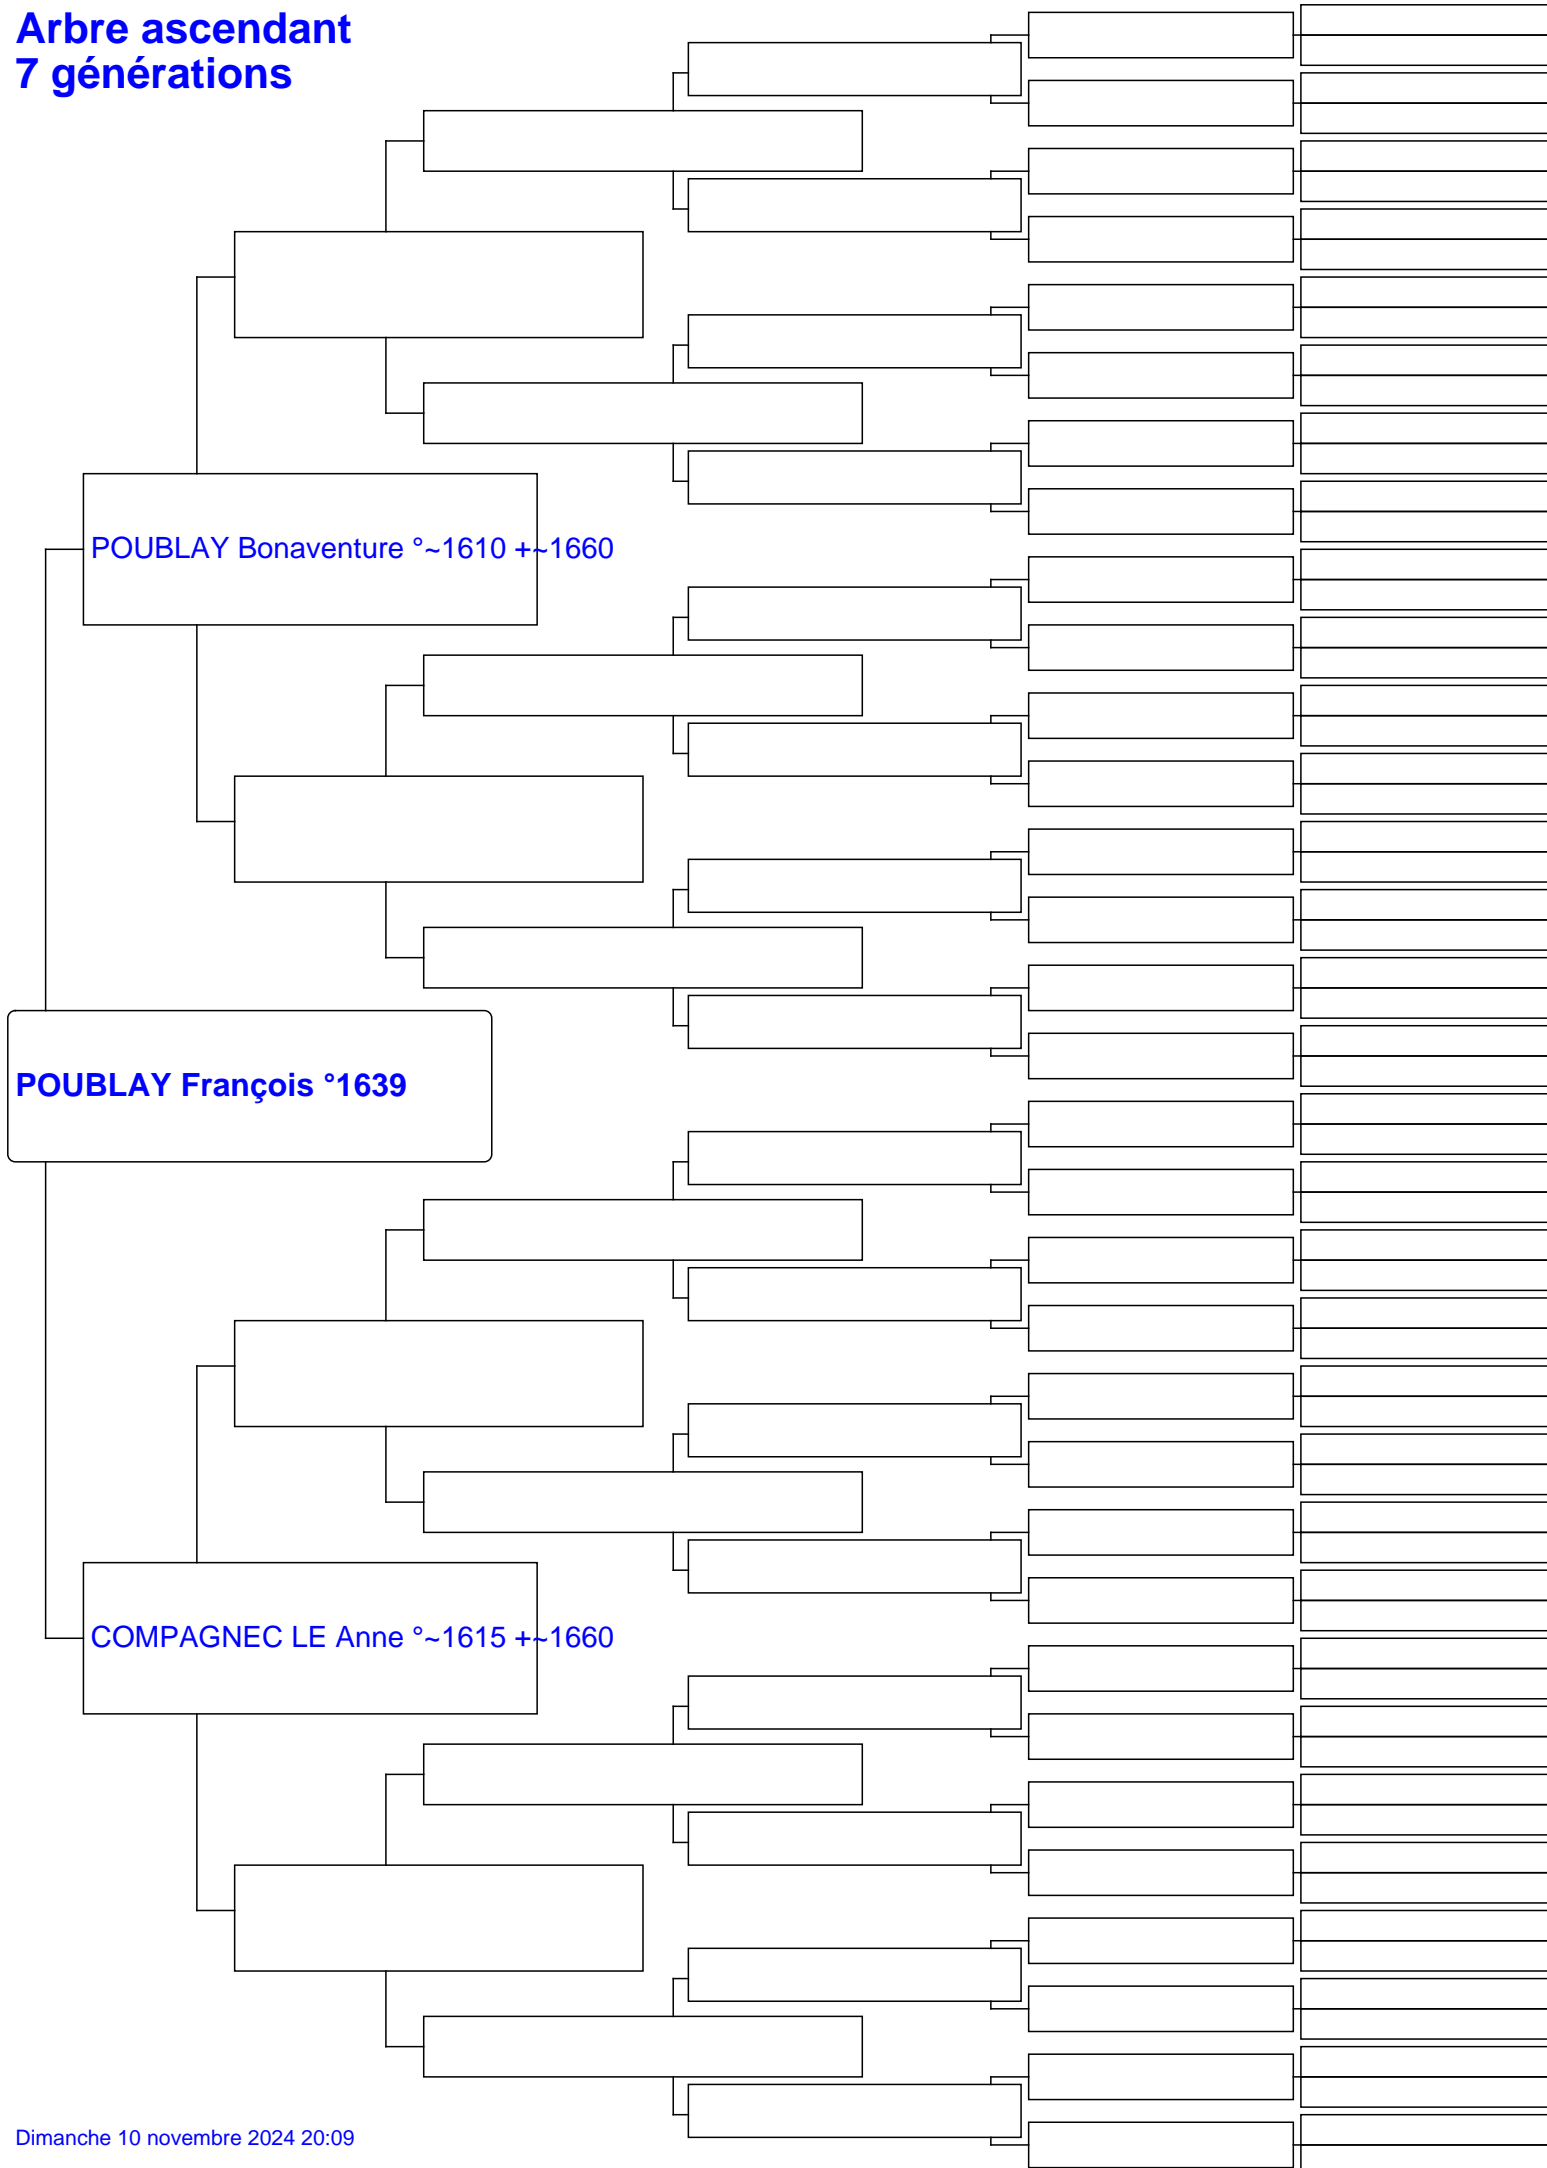 Arbre ascendant
7 générations
POUBLAY Bonaventure °~1610 +~1660
POUBLAY François °1639
COMPAGNEC LE Anne °~1615 +~1660
Dimanche 10 novembre 2024 20:09